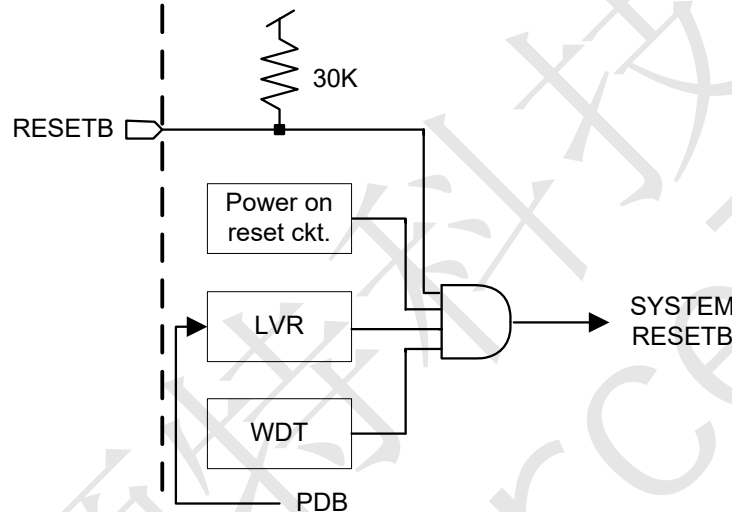 30K
RESETB
Power on
reset ckt.
LVR
SYSTEM
RESETB
WDT
PDB